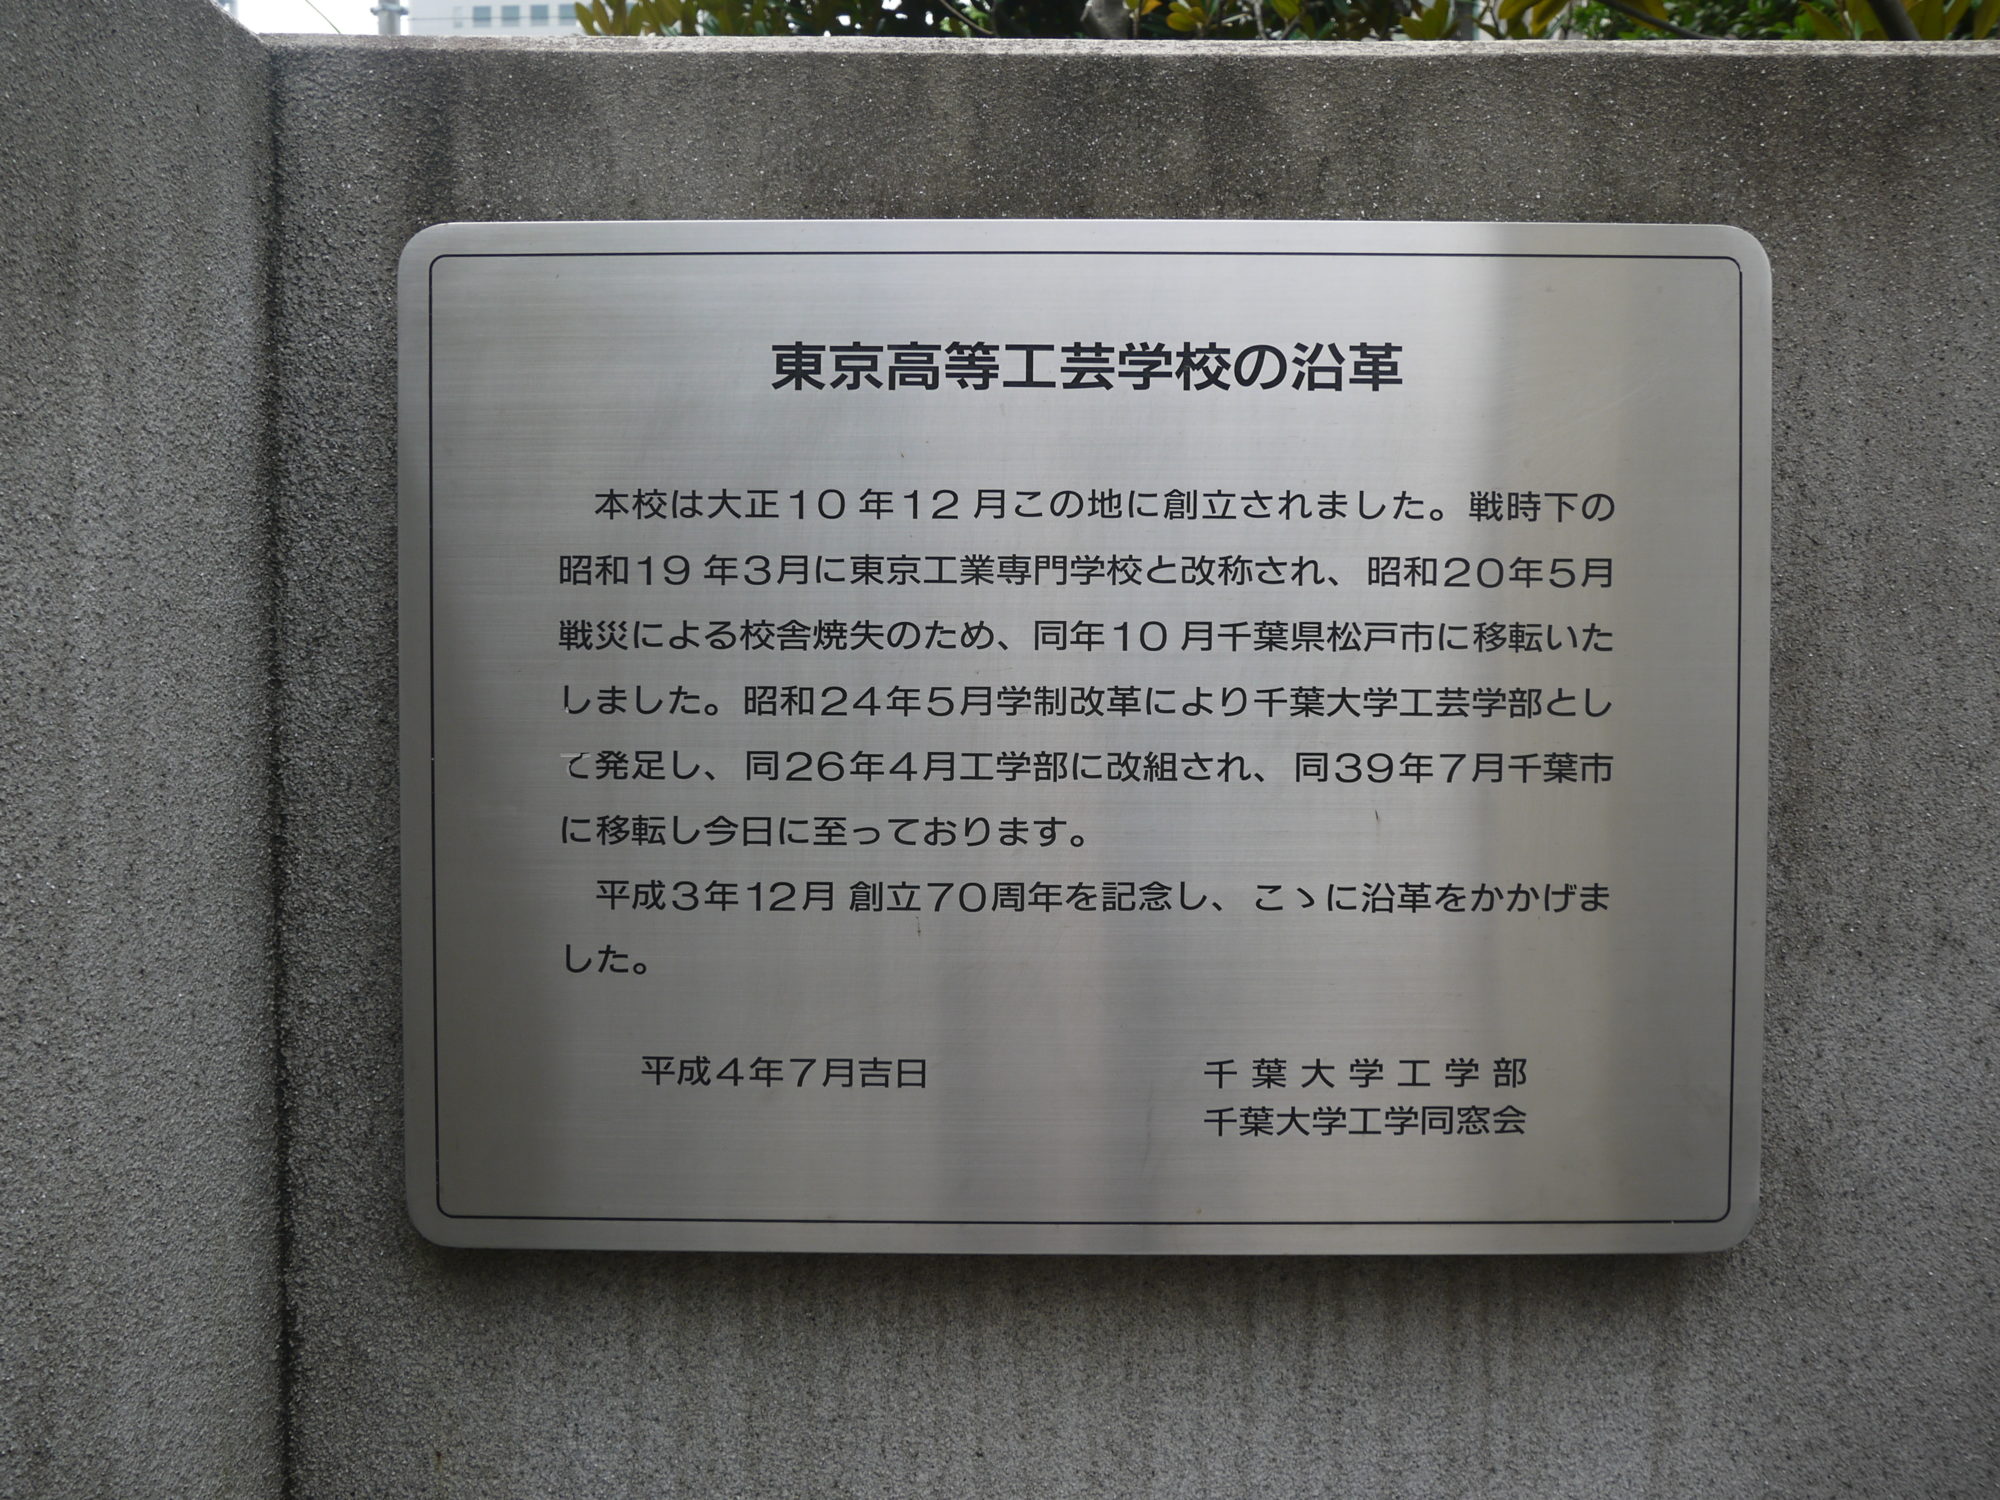 東京高等工芸学校の沿革
本校は大正10年12月この地に創立されました。戦時下の
昭和19年3月に東京工業専門学校と改称され、昭和20年5月
戦災による校舎焼失のため、同年10月千葉県松戸市に移転いた
しました。昭和24年5月学制改革により千葉大学工芸学部とし
て発足し、同26年4月工学部に改組され、同39年7月千葉市
に移転し今日に至っております。
平成3年12月創立70周年を記念し、こゝに沿革をかかげま
した。
平成4年7月吉日
千葉大学工学部
千葉大学工学同窓会